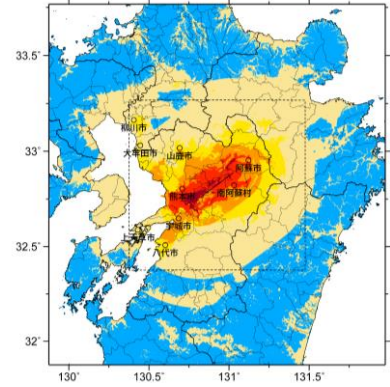 33.5˚
柳川市
大牟田市
山鹿市
33˚
阿蘇市
熊本市
南阿蘇村
宇城市
32.5˚
八代市
32˚
130˚
130.5˚
131˚
131.5˚